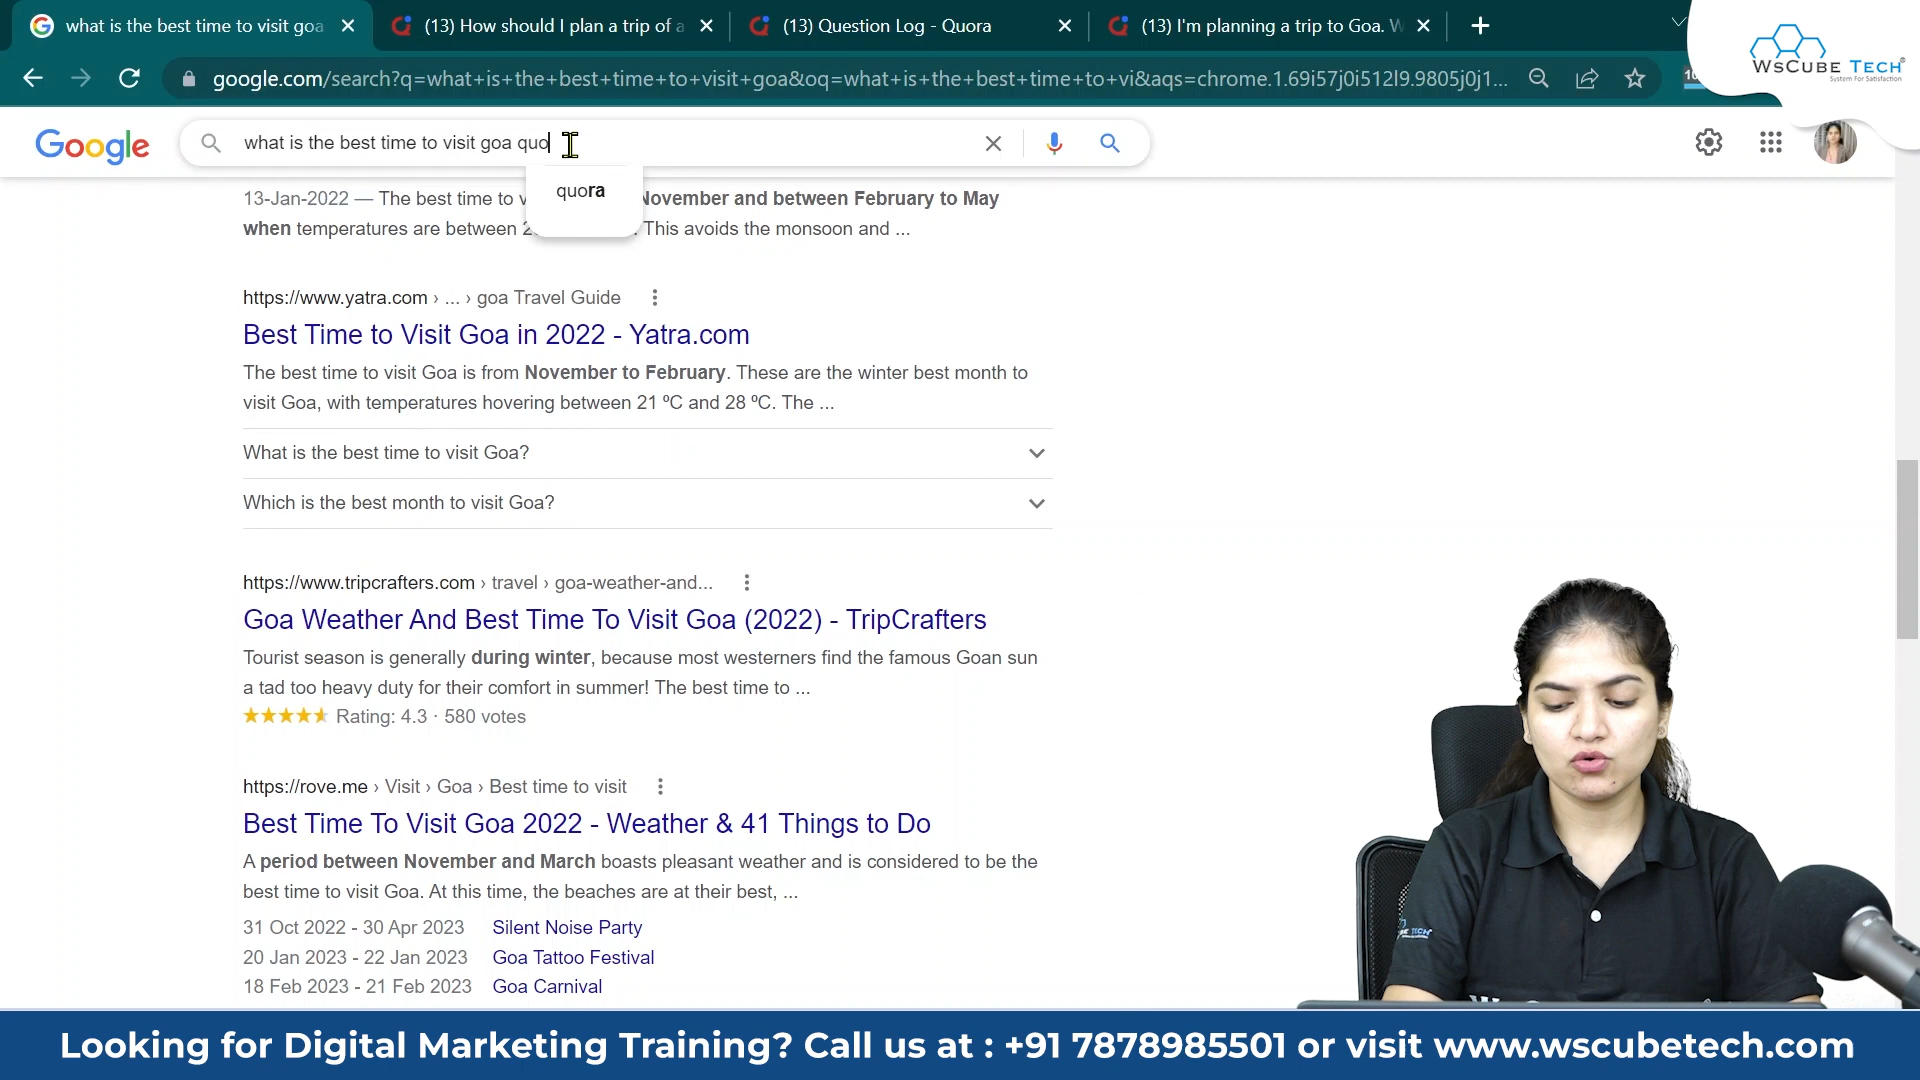 what is the best time to visit goa
(13) How should I plan a trip of a
(13) Question Log - Quora
(13) I'm planning a trip to Goa. W
WSCUBE TECH
System For Satisfaction
google.com/search?q=what+is+the+best+time+to+visit+goa&oq=what+is+the+best+time+to+vi&aqs=chrome.1.69i57j0i512l9.9805j0j1...
Google
what is the best time to visit goa quo
quora
13-Jan-2022 — The best time to v November and between February to May
when temperatures are between 2 This avoids the monsoon and ...
https://www.yatra.com › ... › goa Travel Guide
Best Time to Visit Goa in 2022 - Yatra.com
The best time to visit Goa is from November to February. These are the winter best month to
visit Goa, with temperatures hovering between 21 ºC and 28 ºC. The ...
What is the best time to visit Goa?
Which is the best month to visit Goa?
https://www.tripcrafters.com › travel › goa-weather-and...
Goa Weather And Best Time To Visit Goa (2022) - TripCrafters
Tourist season is generally during winter, because most westerners find the famous Goan sun
a tad too heavy duty for their comfort in summer! The best time to ...
Rating: 4.3 · 580 votes
https://rove.me › Visit › Goa › Best time to visit
Best Time To Visit Goa 2022 - Weather & 41 Things to Do
A period between November and March boasts pleasant weather and is considered to be the
best time to visit Goa. At this time, the beaches are at their best, ...
31 Oct 2022 - 30 Apr 2023 Silent Noise Party
20 Jan 2023 - 22 Jan 2023 Goa Tattoo Festival
18 Feb 2023 - 21 Feb 2023 Goa Carnival
Looking for Digital Marketing Training? Call us at : +91 7878985501 or visit www.wscubetech.com